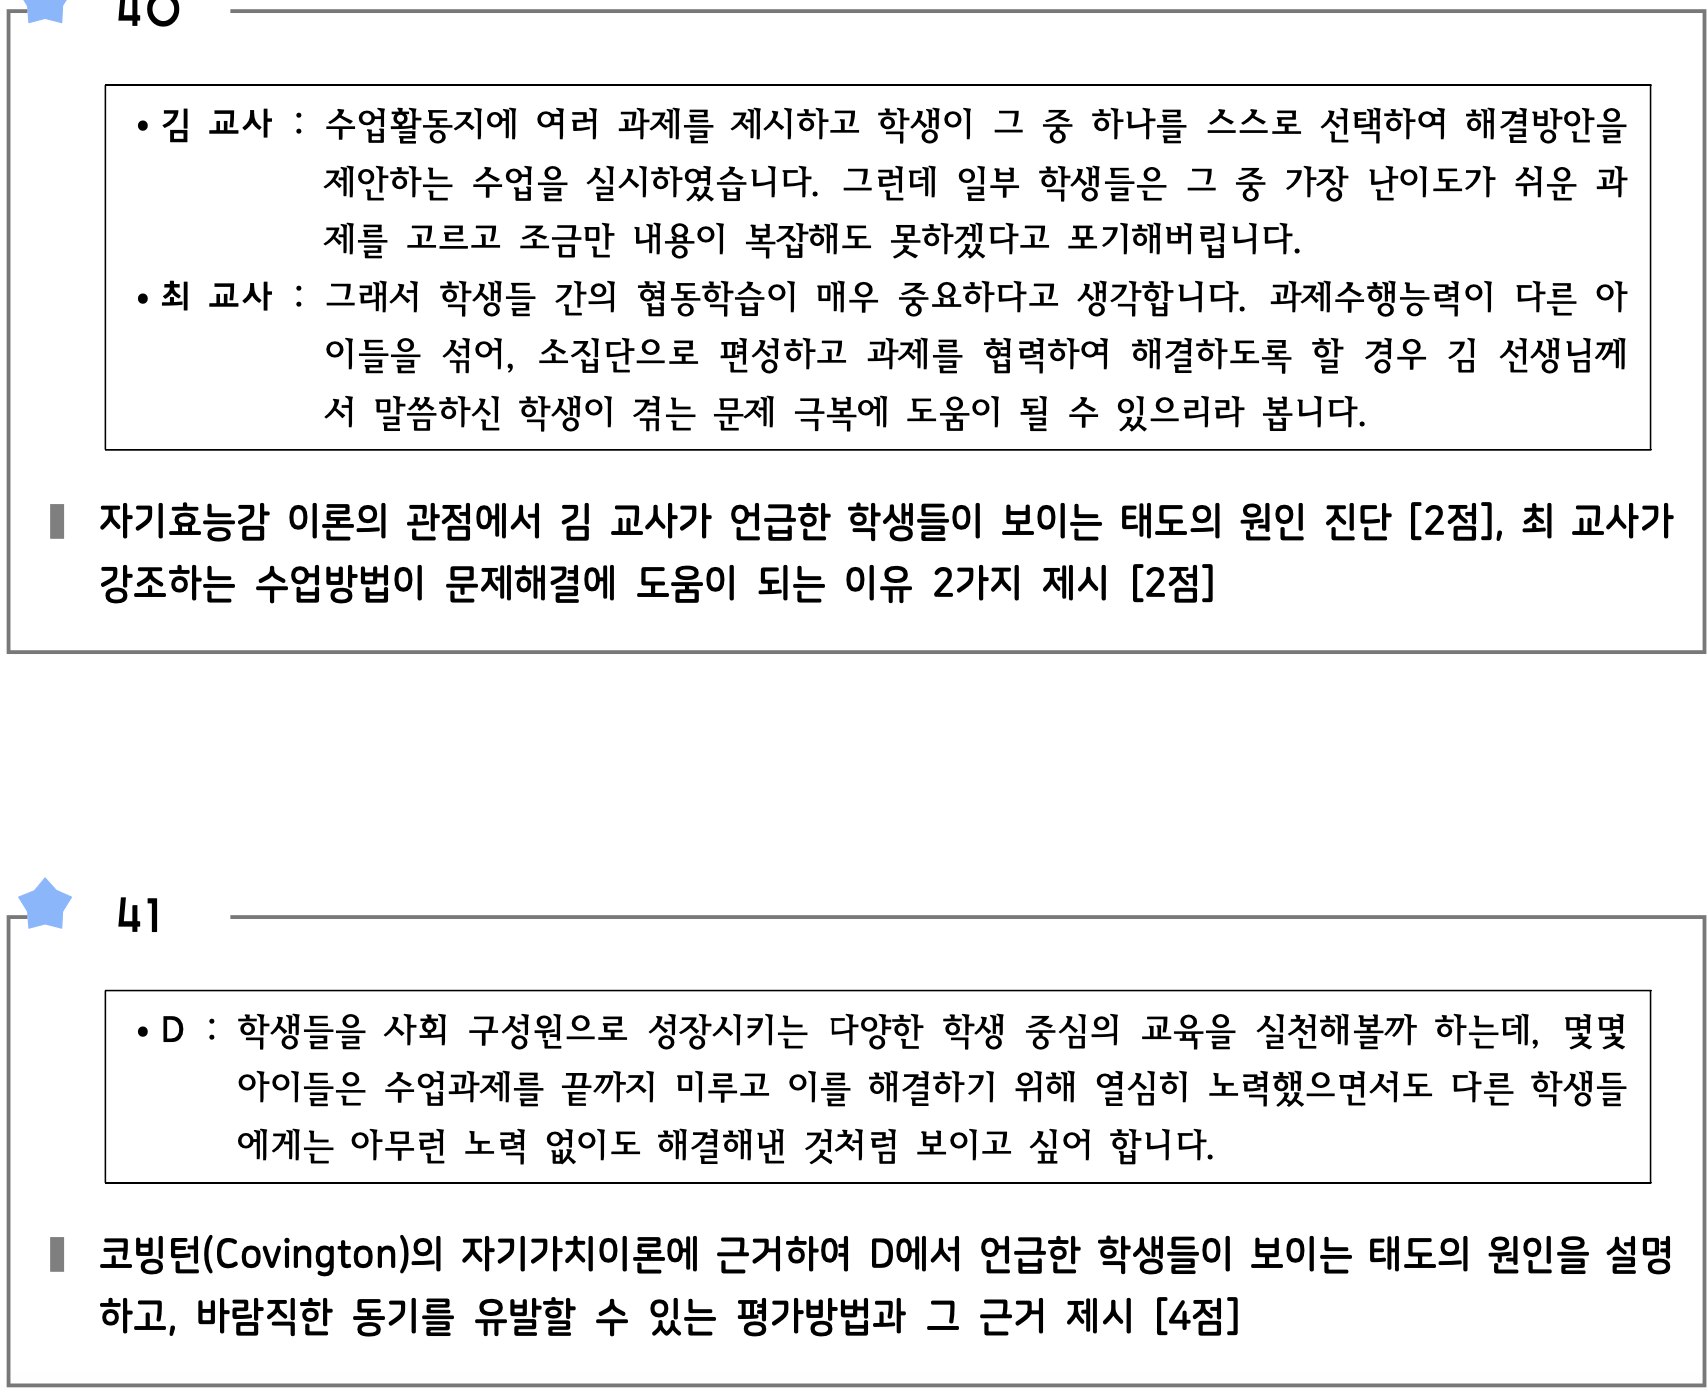 40
• 김 교사 : 수업활동지에 여러 과제를 제시하고 학생이 그 중 하나를 스스로 선택하여 해결방안을
제안하는 수업을 실시하였습니다. 그런데 일부 학생들은 그 중 가장 난이도가 쉬운 과
제를 고르고 조금만 내용이 복잡해도 못하겠다고 포기해버립니다.
• 최 교사 : 그래서 학생들 간의 협동학습이 매우 중요하다고 생각합니다. 과제수행능력이 다른 아
이들을 섞어, 소집단으로 편성하고 과제를 협력하여 해결하도록 할 경우 김 선생님께
서 말씀하신 학생이 겪는 문제 극복에 도움이 될 수 있으리라 봅니다.
자기효능감 이론의 관점에서 김 교사가 언급한 학생들이 보이는 태도의 원인 진단 [2점], 최 교사가
강조하는 수업방법이 문제해결에 도움이 되는 이유 2가지 제시 [2점]
41
• D : 학생들을 사회 구성원으로 성장시키는 다양한 학생 중심의 교육을 실천해볼까 하는데, 몇몇
아이들은 수업과제를 끝까지 미루고 이를 해결하기 위해 열심히 노력했으면서도 다른 학생들
에게는 아무런 노력 없이도 해결해낸 것처럼 보이고 싶어 합니다.
코빙턴(Covington)의 자기가치이론에 근거하여 D에서 언급한 학생들이 보이는 태도의 원인을 설명
하고, 바람직한 동기를 유발할 수 있는 평가방법과 그 근거 제시 [4점]